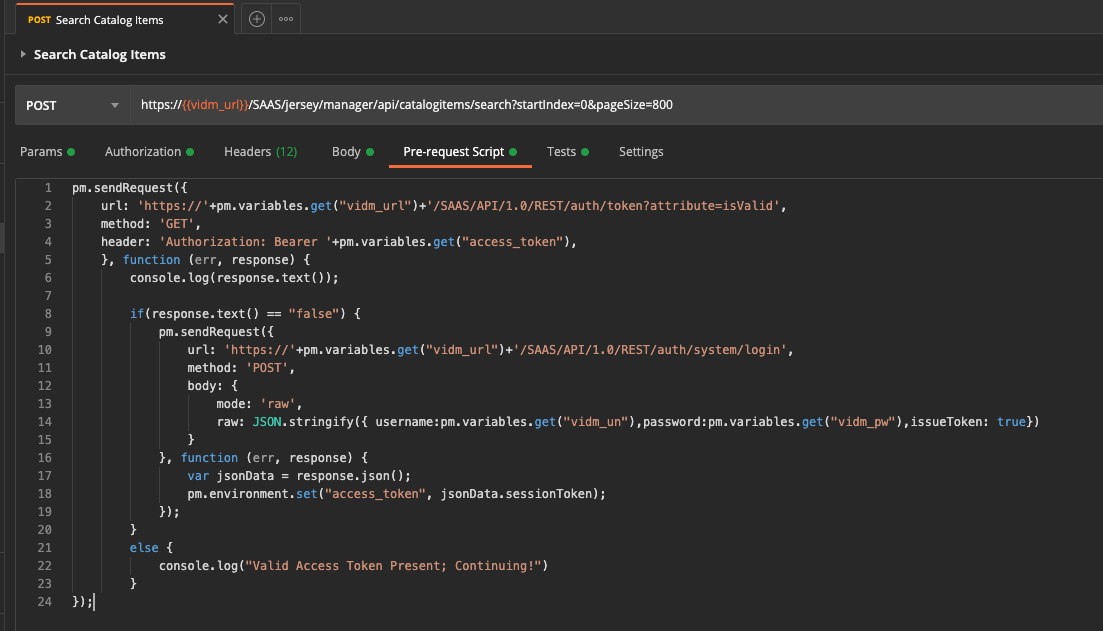 POST Search Catalog Items
Search Catalog Items
POST https://{{vidm_url}}/SAAS/jersey/manager/api/catalogitems/search?startIndex=0&pageSize=800
Params Authorization Headers (12) Body Pre-request Script Tests Settings
1 pm.sendRequest({
2 url: 'https://'+pm.variables.get("vidm_url")+'/SAAS/API/1.0/REST/auth/token?attribute=isValid',
3 method: 'GET',
4 header: 'Authorization: Bearer '+pm.variables.get("access_token"),
5 }, function (err, response) {
6 console.log(response.text());
7
8 if(response.text() == "false") {
9 pm.sendRequest({
10 url: 'https://'+pm.variables.get("vidm_url")+'/SAAS/API/1.0/REST/auth/system/login',
11 method: 'POST',
12 body: {
13 mode: 'raw',
14 raw: JSON.stringify({ username:pm.variables.get("vidm_un"),password:pm.variables.get("vidm_pw"),issueToken: true})
15 }
16 }, function (err, response) {
17 var jsonData = response.json();
18 pm.environment.set("access_token", jsonData.sessionToken);
19 });
20 }
21 else {
22 console.log("Valid Access Token Present; Continuing!")
23 }
24 });